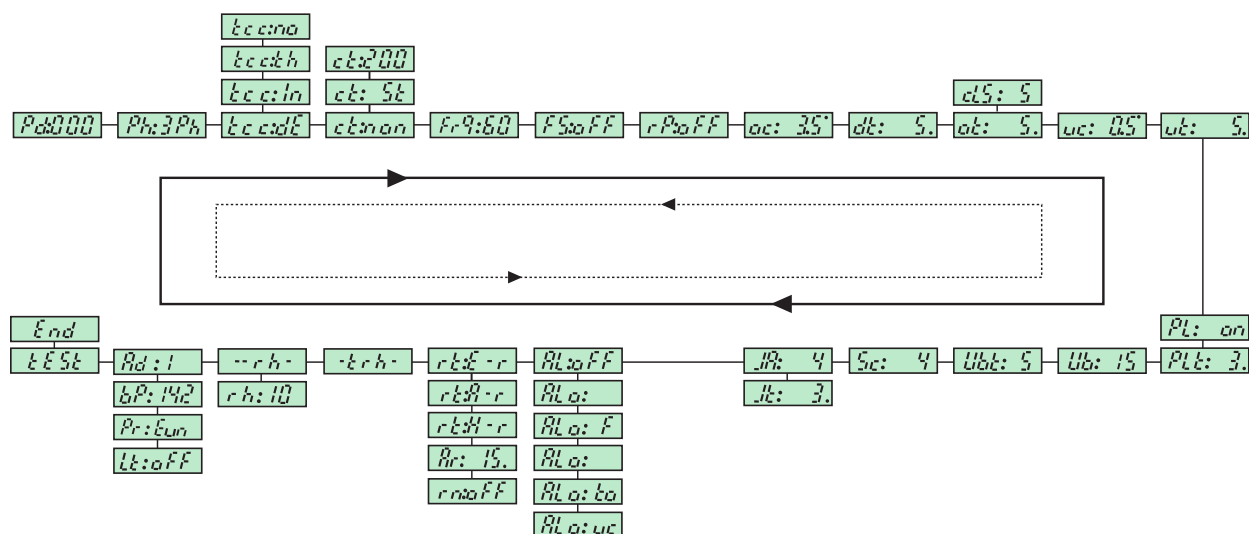 tcc:no
tcc:th ct:200
tcc:In ct: St cLS: 5
Pd:000 Ph:3Ph tcc:dE ct:non Fr9:60 FS:oFF rP:oFF oc: 3.5° dt: 5. ot: 5. uc: 0.5° ut: 5.
End PL: on
tESt Ad:1 --rh- -trh- rt:E-r AL:oFF JA: 4 Sc: 4 Ubt: 5 Ub: 15 PLt: 3.
bP:142 rh:10 rt:A-r ALo: Jt: 3.
Pr:Eun rt:H-r ALo: F
Lt:oFF Ar: 15. ALo:
rn:oFF ALo: to
ALo: uc